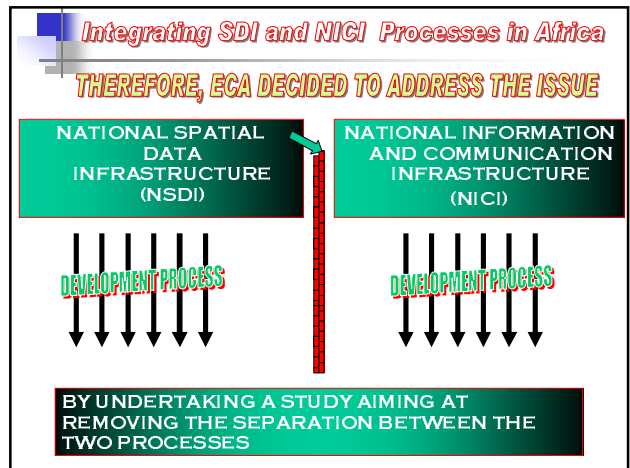 Integrating SDI and NICI Processes in Africa
THEREFORE, ECA DECIDED TO ADDRESS THE ISSUE
NATIONAL SPATIAL
DATA
INFRASTRUCTURE
(NSDI)
NATIONAL INFORMATION
AND COMMUNICATION
INFRASTRUCTURE
(NICI)
DEVELOPMENT PROCESS
DEVELOPMENT PROCESS
BY UNDERTAKING A STUDY AIMING AT
REMOVING THE SEPARATION BETWEEN THE
TWO PROCESSES